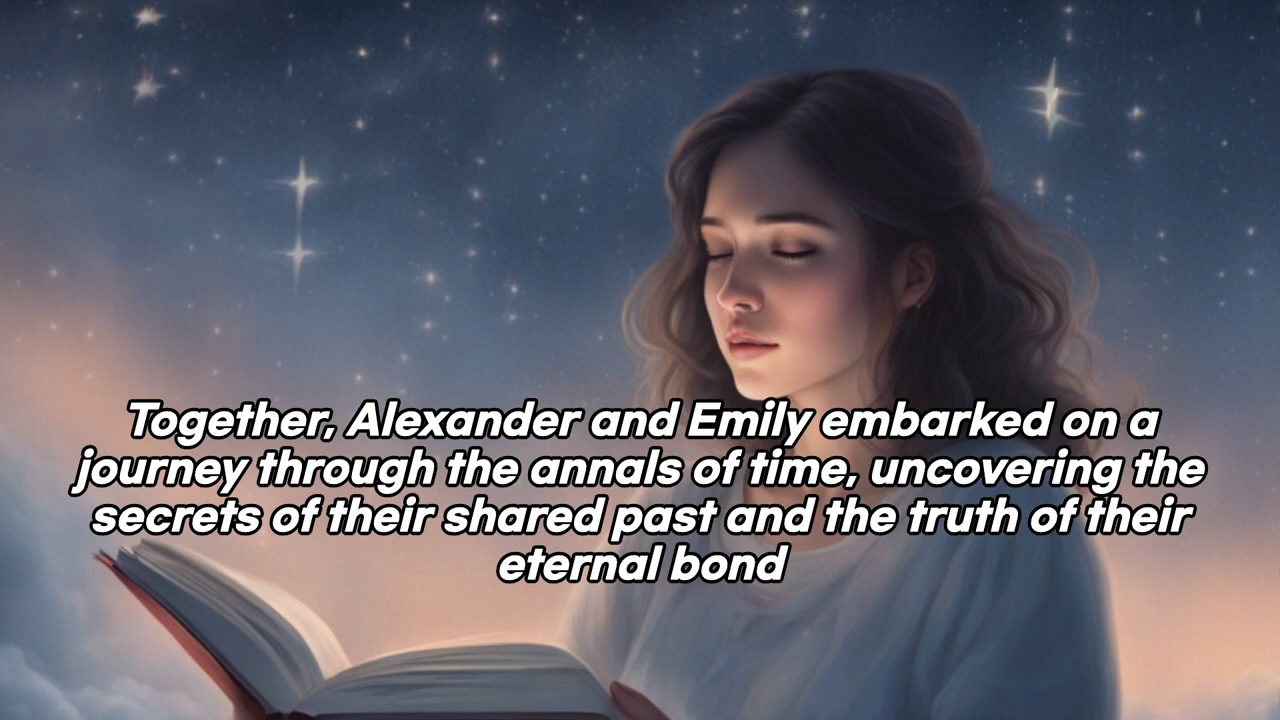 Together, Alexander and Emily embarked on a
journey through the annals of time, uncovering the
secrets of their shared past and the truth of their
eternal bond